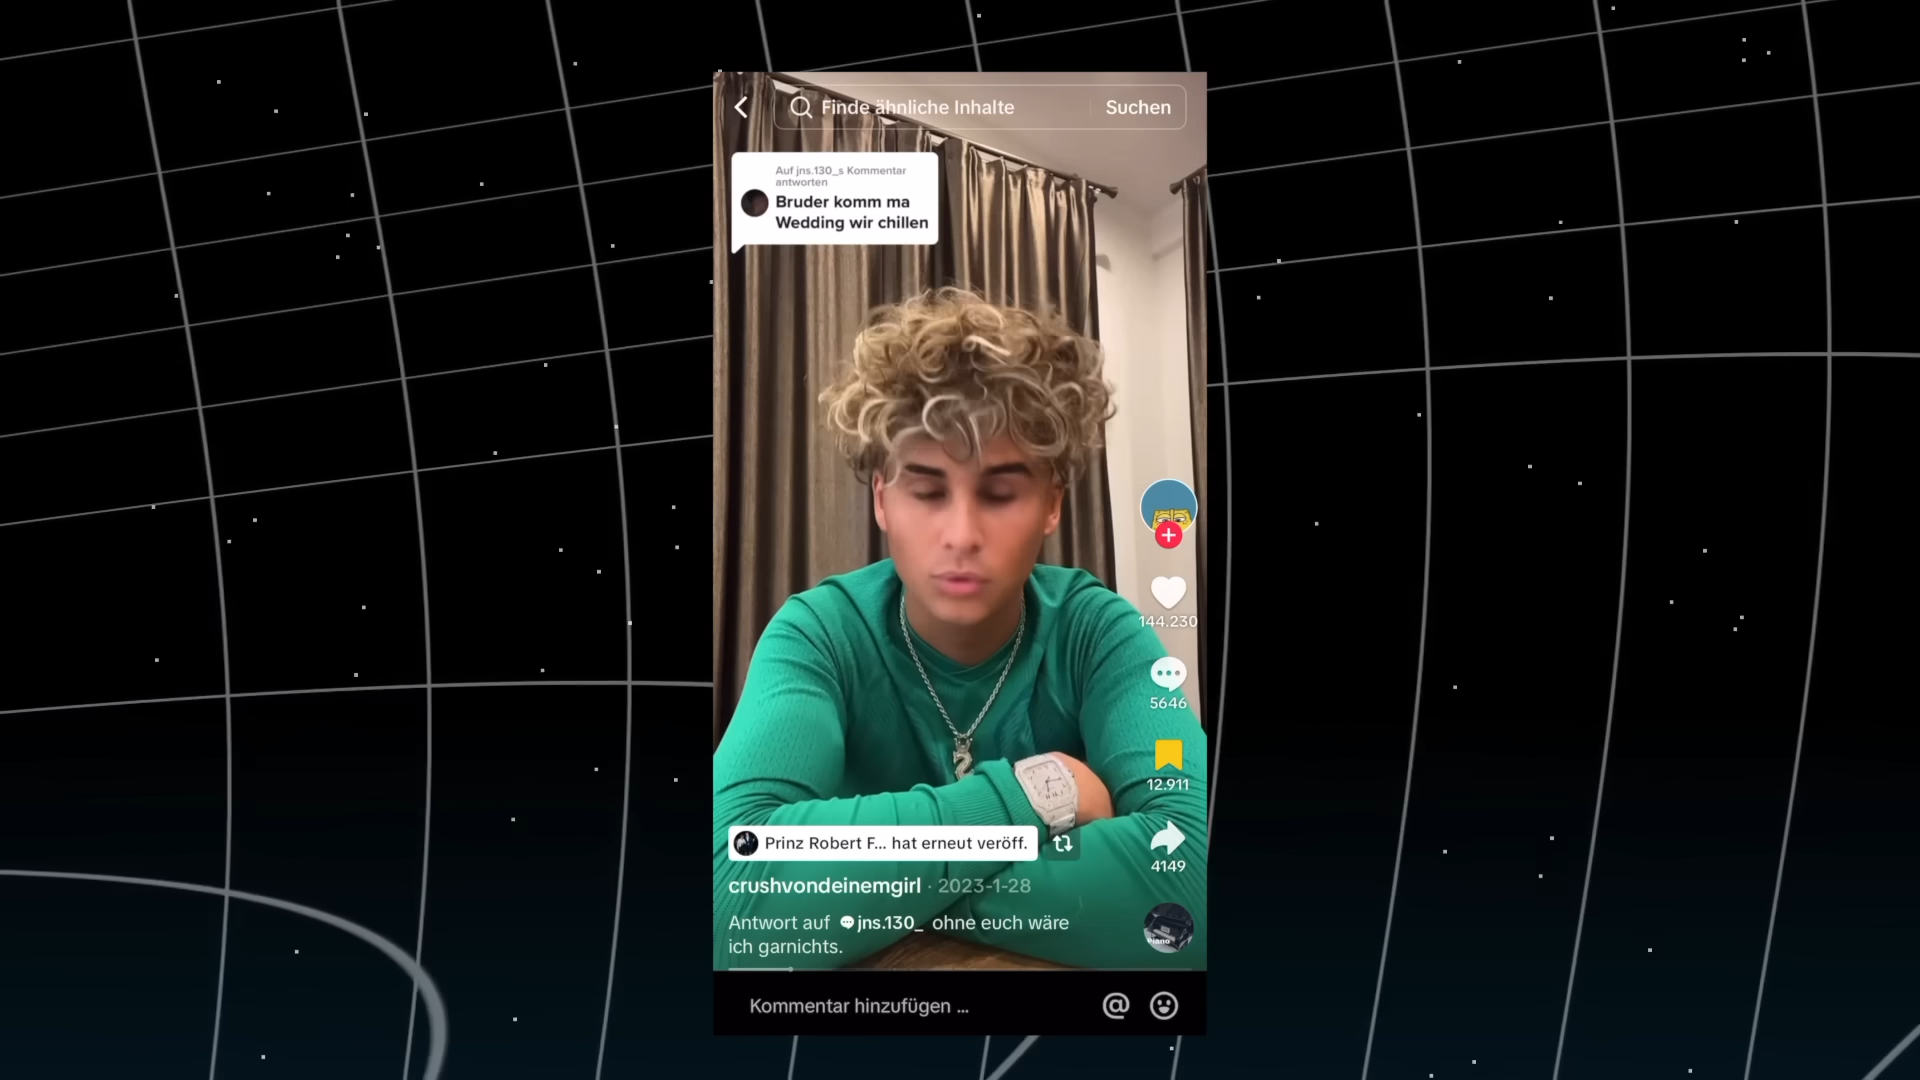 Finde ähnliche Inhalte
Suchen
Auf jns.130_s Kommentar
antworten
Bruder komm ma
Wedding wir chillen
144.230
5646
12.911
4149
Prinz Robert F... hat erneut veröff.
crushvondeinemgirl · 2023-1-28
Antwort auf jns.130_ ohne euch wäre
ich garnichts.
Piano
Kommentar hinzufügen ...